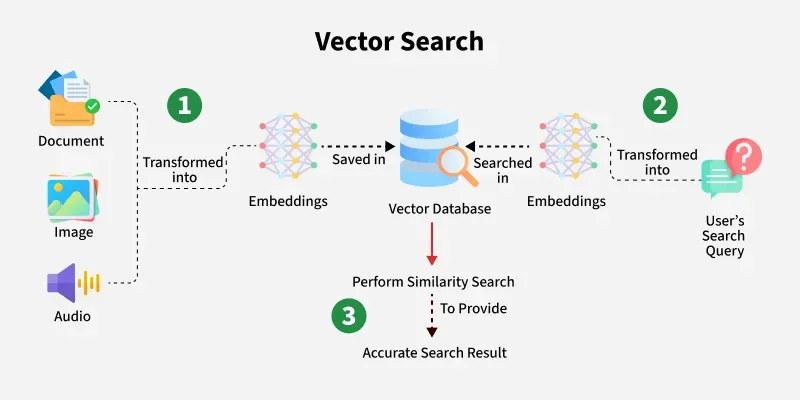 Vector Search
1
2
Document
Transformed
into
Saved in
Searched
in
Transformed
into
?
Embeddings
Vector Database
Embeddings
Image
User's
Search
Query
Perform Similarity Search
Audio
3
To Provide
Accurate Search Result